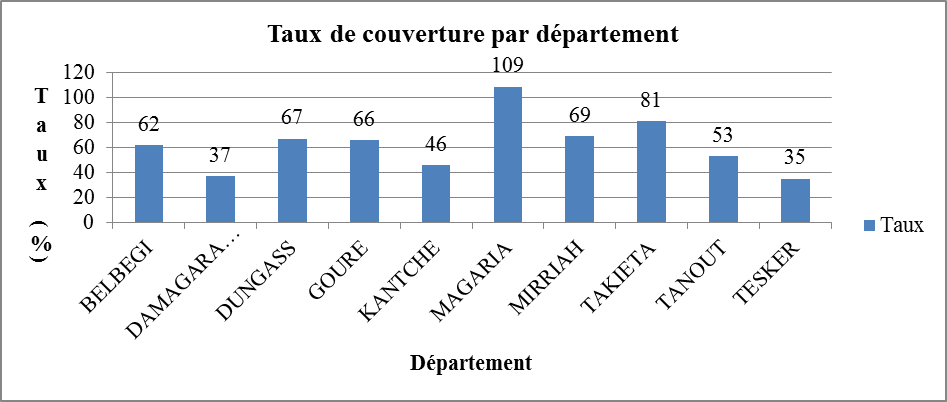 Taux de couverture par département
Taux (%)
120
100
80
60
40
20
0
62
37
67
66
46
109
69
81
53
35
BELBEGI
DAMAGARA…
DUNGASS
GOURE
KANTCHE
MAGARIA
MIRRIAH
TAKIETA
TANOUT
TESKER
Taux
Département